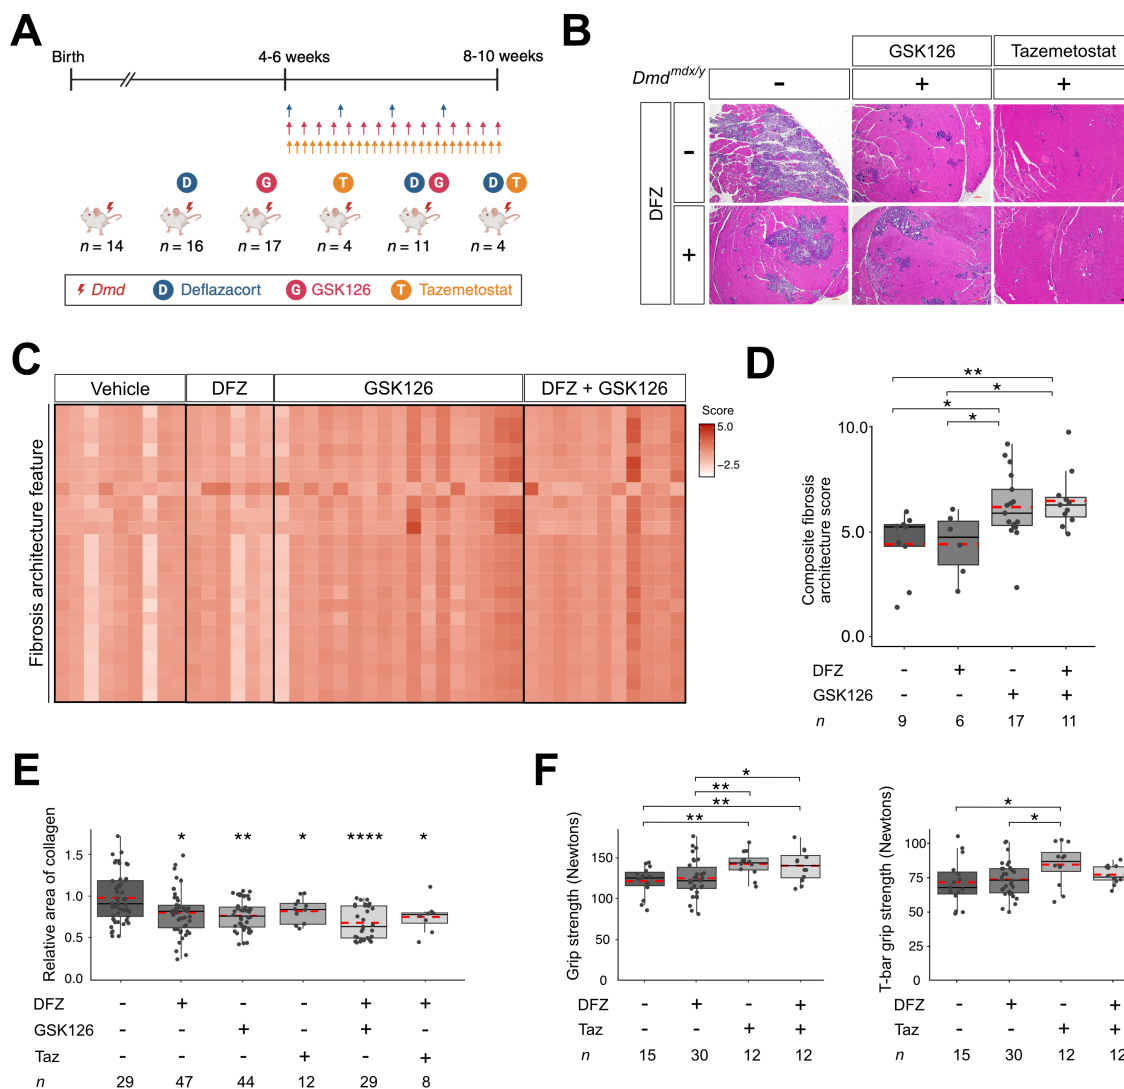 A
Birth
4-6 weeks
8-10 weeks
D
G
T
D G
D T
n = 14
n = 16
n = 17
n = 4
n = 11
n = 4
Dmd
D Deflazacort
G GSK126
T Tazemetostat
B
GSK126
Tazemetostat
Dmd^mdx/y
-
+
+
DFZ
-
+
C
Vehicle
DFZ
GSK126
DFZ + GSK126
Fibrosis architecture feature
Score
5.0
−2.5
D
**
*
*
*
Composite fibrosis
architecture score
10.0
5.0
0.0
DFZ - + - +
GSK126 - - + +
n 9 6 17 11
E
Relative area of collagen
* ** * **** *
1.5
1.0
0.5
0.0
DFZ - + - - + +
GSK126 - - + - + -
Taz - - - + - +
n 29 47 44 12 29 8
F
*
**
**
**
Grip strength (Newtons)
150
100
50
0
DFZ - + - +
Taz - - + +
n 15 30 12 12
*
*
T-bar grip strength (Newtons)
100
75
50
25
0
DFZ - + - +
Taz - - + +
n 15 30 12 12